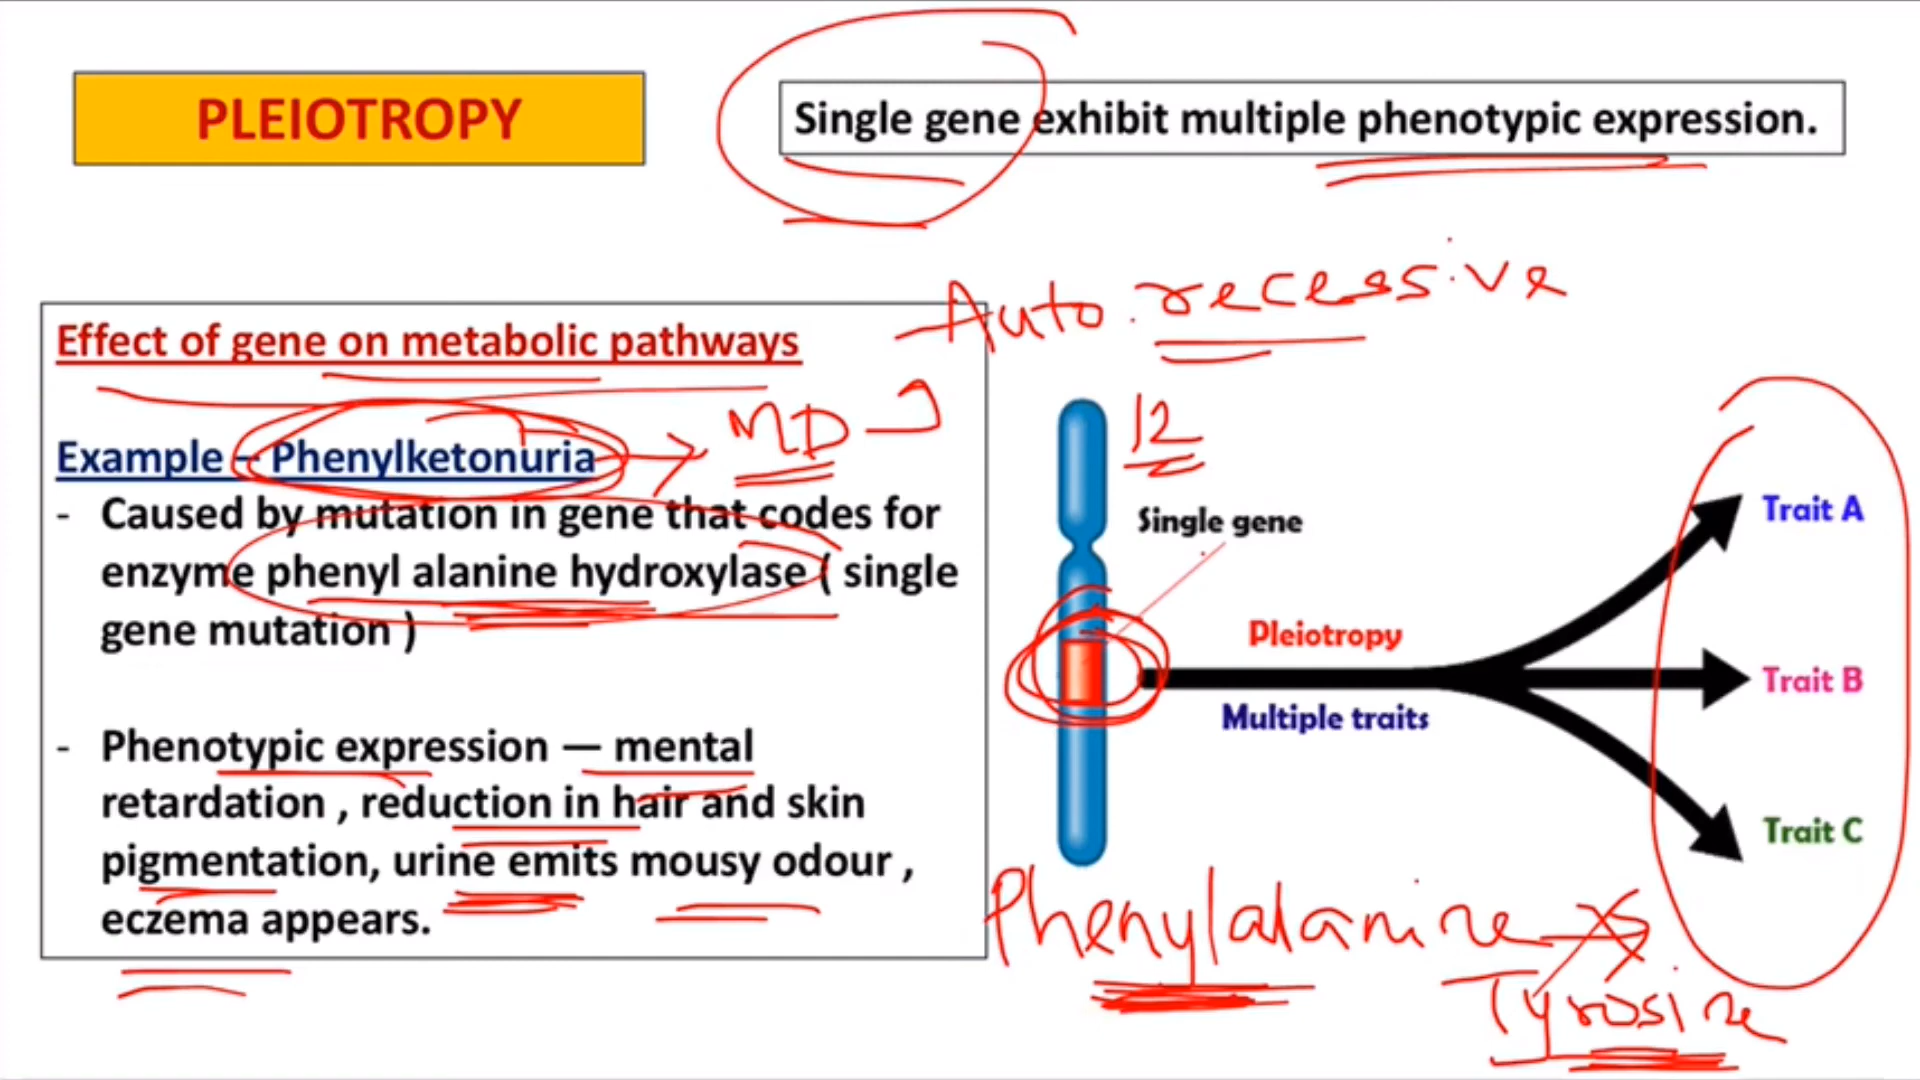 PLEIOTROPY
Single gene exhibit multiple phenotypic expression.
Auto. recessive
Effect of gene on metabolic pathways
MD
12
Example – Phenylketonuria
- Caused by mutation in gene that codes for
enzyme phenyl alanine hydroxylase ( single
gene mutation )
- Phenotypic expression — mental
retardation , reduction in hair and skin
pigmentation, urine emits mousy odour ,
eczema appears.
Single gene
Pleiotropy
Multiple traits
Trait A
Trait B
Trait C
Phenylalanine
Tyrosine